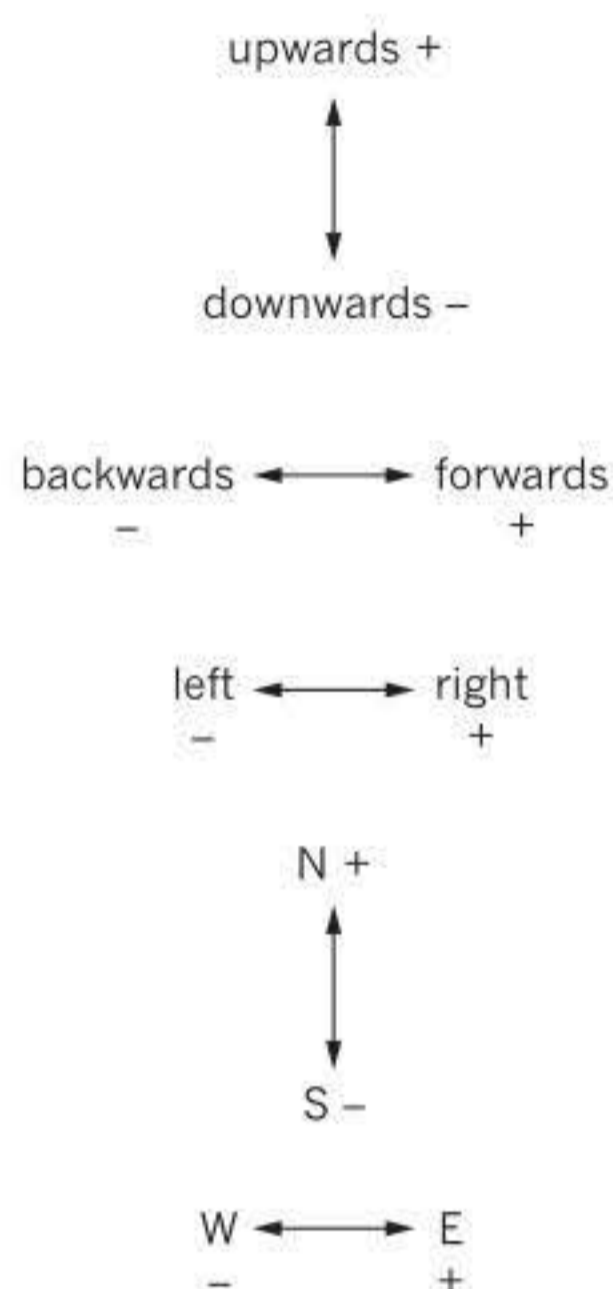 upwards +
downwards –
backwards forwards
– +
left right
– +
N +
S –
W E
– +